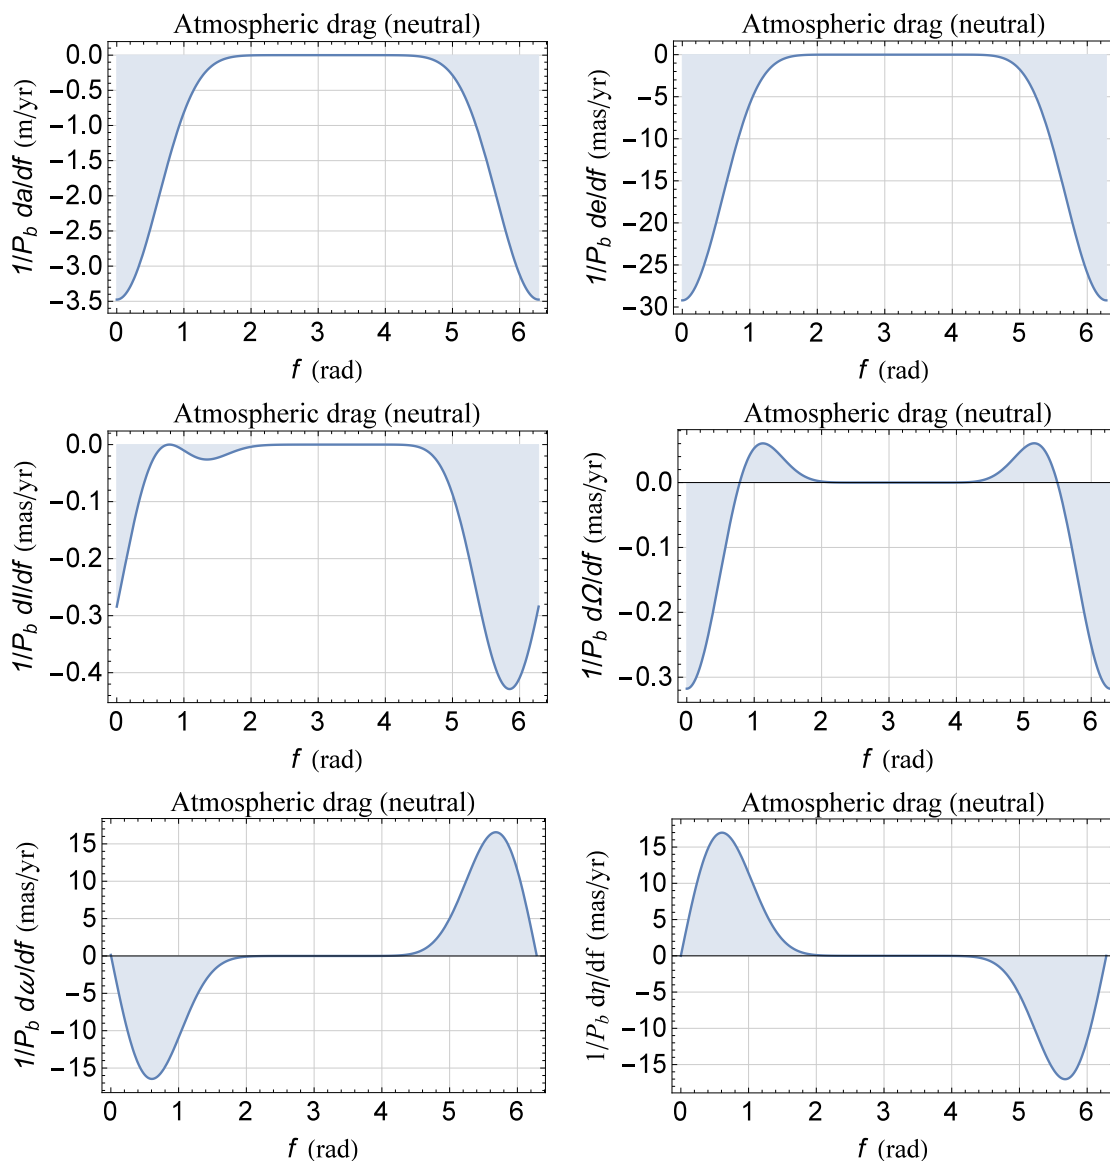 Atmospheric drag (neutral)
1/P_b da/df (m/yr)
0.0
−0.5
−1.0
−1.5
−2.0
−2.5
−3.0
−3.5
0 1 2 3 4 5 6
f (rad)
Atmospheric drag (neutral)
1/P_b de/df (mas/yr)
0
−5
−10
−15
−20
−25
−30
0 1 2 3 4 5 6
f (rad)
Atmospheric drag (neutral)
1/P_b dI/df (mas/yr)
0.0
−0.1
−0.2
−0.3
−0.4
0 1 2 3 4 5 6
f (rad)
Atmospheric drag (neutral)
1/P_b dΩ/df (mas/yr)
0.0
−0.1
−0.2
−0.3
0 1 2 3 4 5 6
f (rad)
Atmospheric drag (neutral)
1/P_b dω/df (mas/yr)
15
10
5
0
−5
−10
−15
0 1 2 3 4 5 6
f (rad)
Atmospheric drag (neutral)
1/P_b dη/df (mas/yr)
15
10
5
0
−5
−10
−15
0 1 2 3 4 5 6
f (rad)